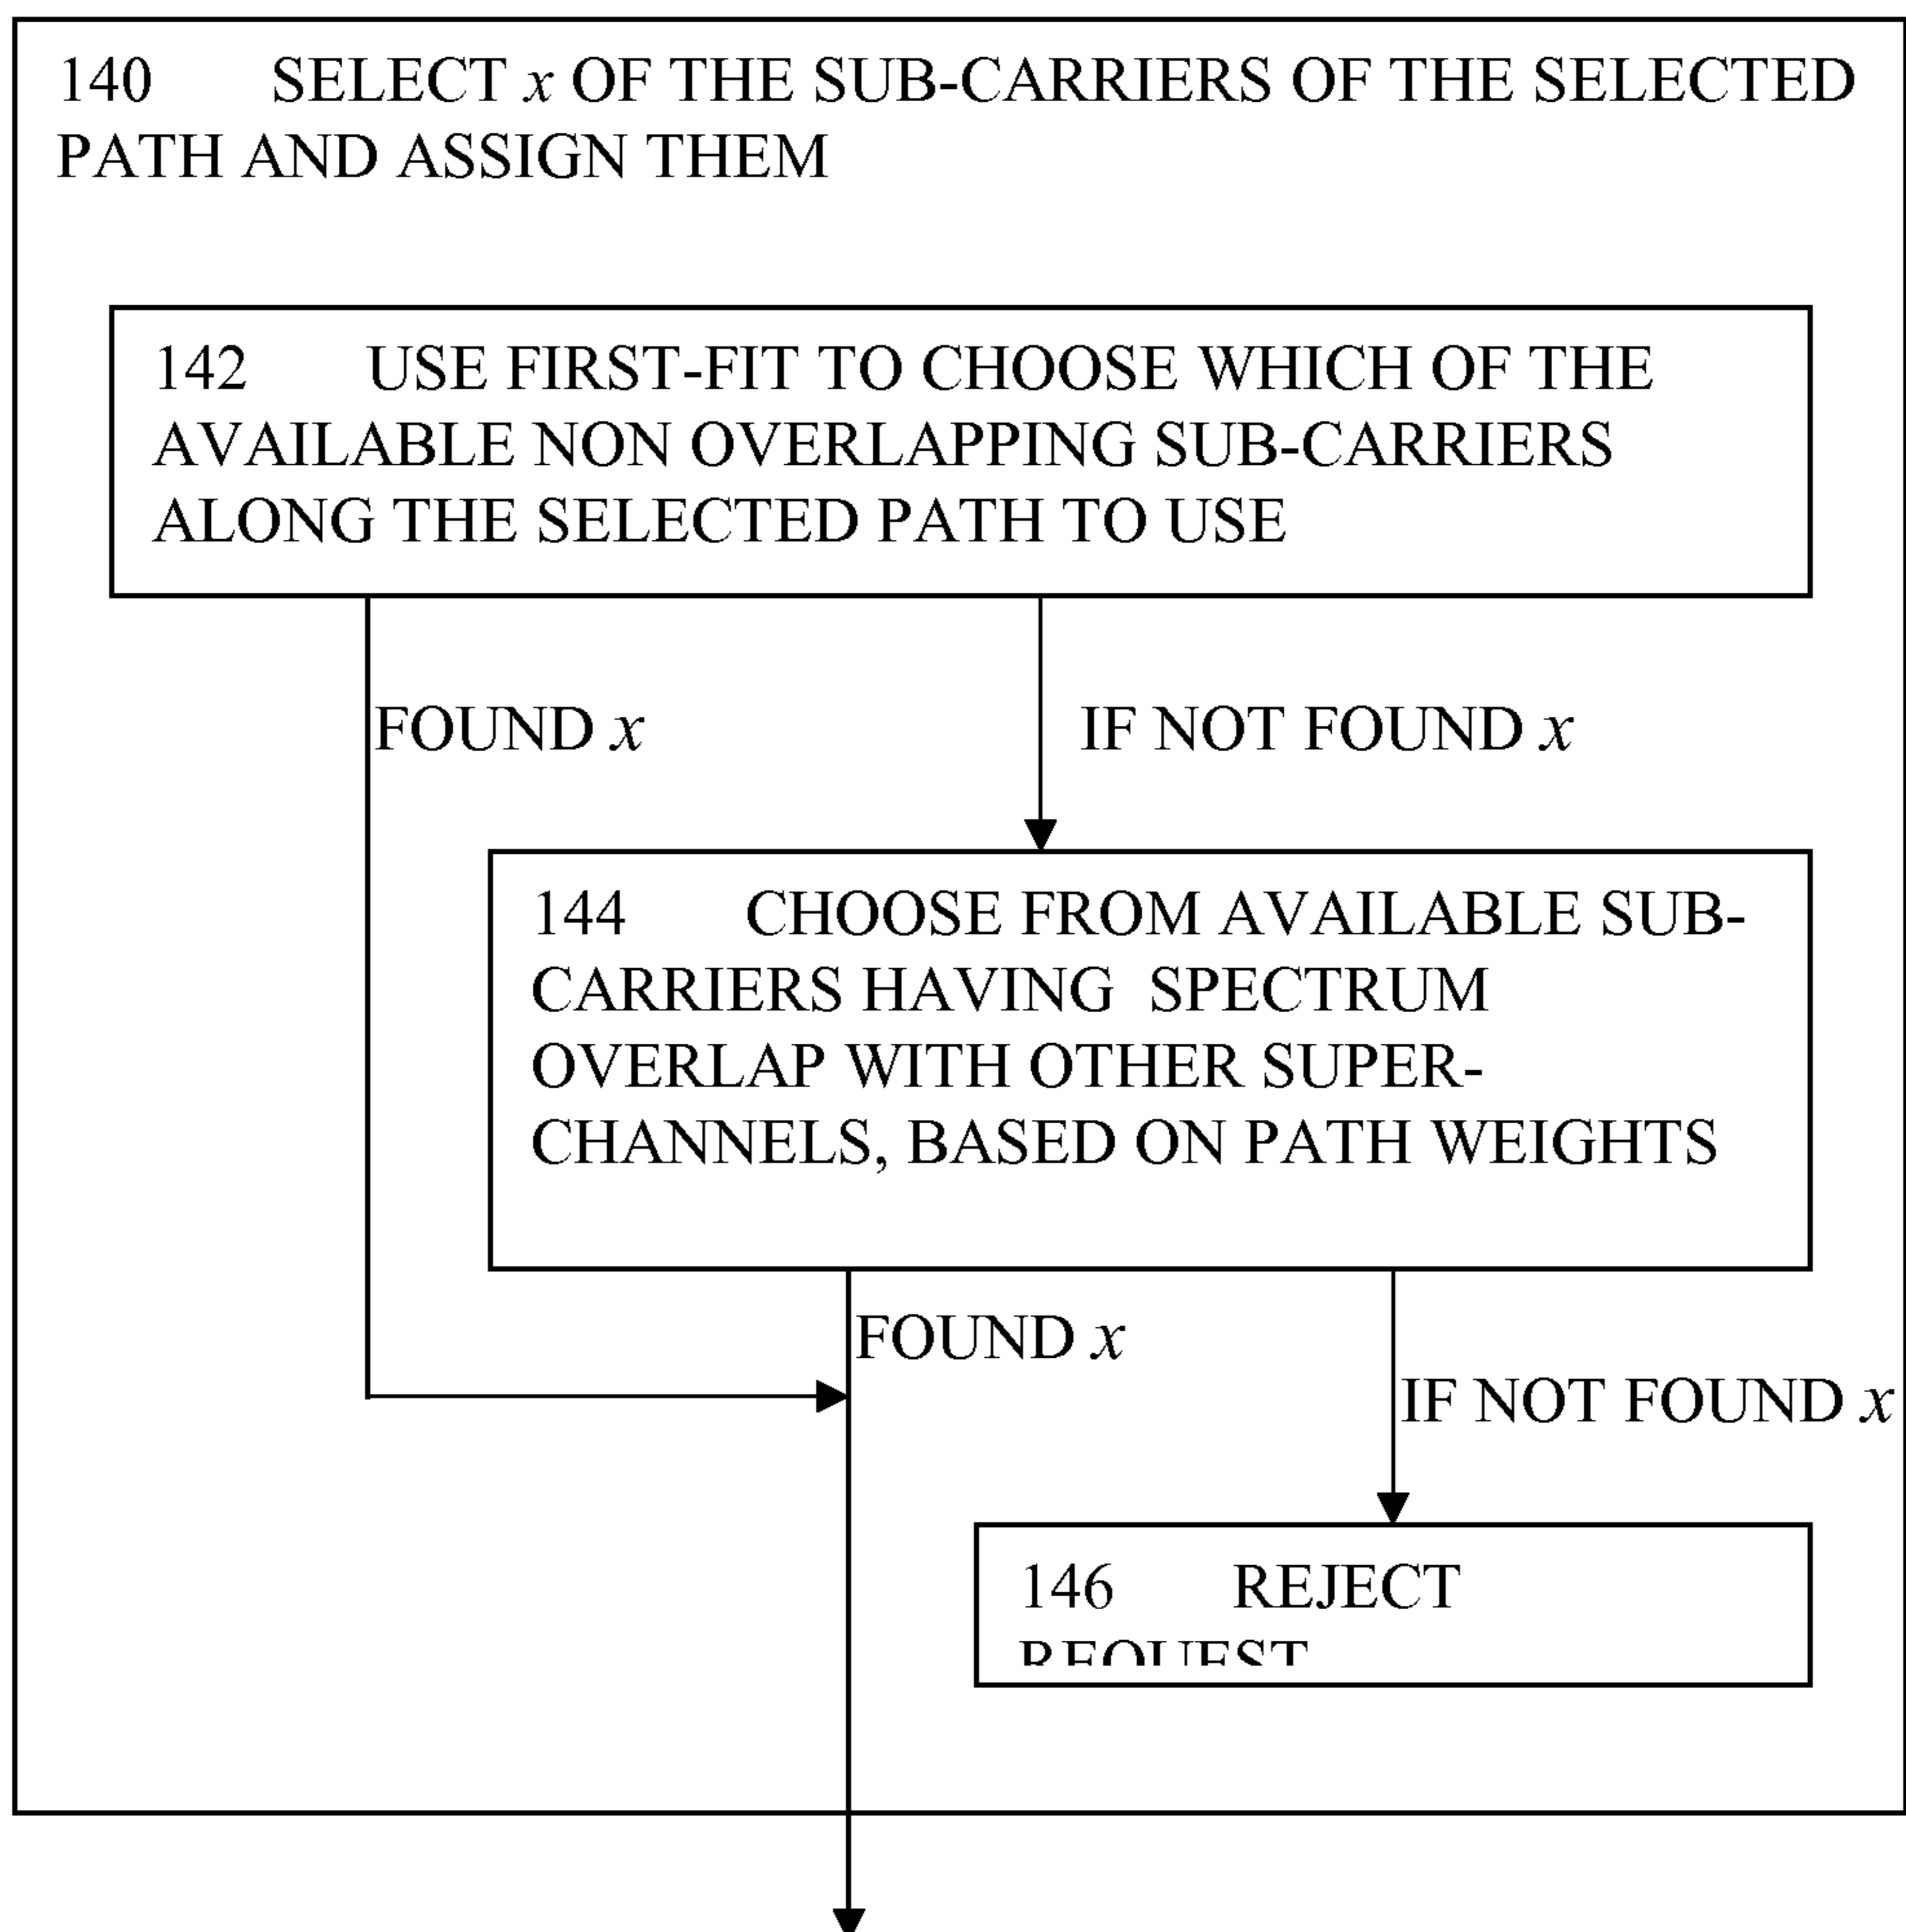 140 SELECT x OF THE SUB-CARRIERS OF THE SELECTED
PATH AND ASSIGN THEM
142 USE FIRST-FIT TO CHOOSE WHICH OF THE
AVAILABLE NON OVERLAPPING SUB-CARRIERS
ALONG THE SELECTED PATH TO USE
FOUND x
IF NOT FOUND x
144 CHOOSE FROM AVAILABLE SUB-
CARRIERS HAVING SPECTRUM
OVERLAP WITH OTHER SUPER-
CHANNELS, BASED ON PATH WEIGHTS
FOUND x
IF NOT FOUND x
146 REJECT
REQUEST